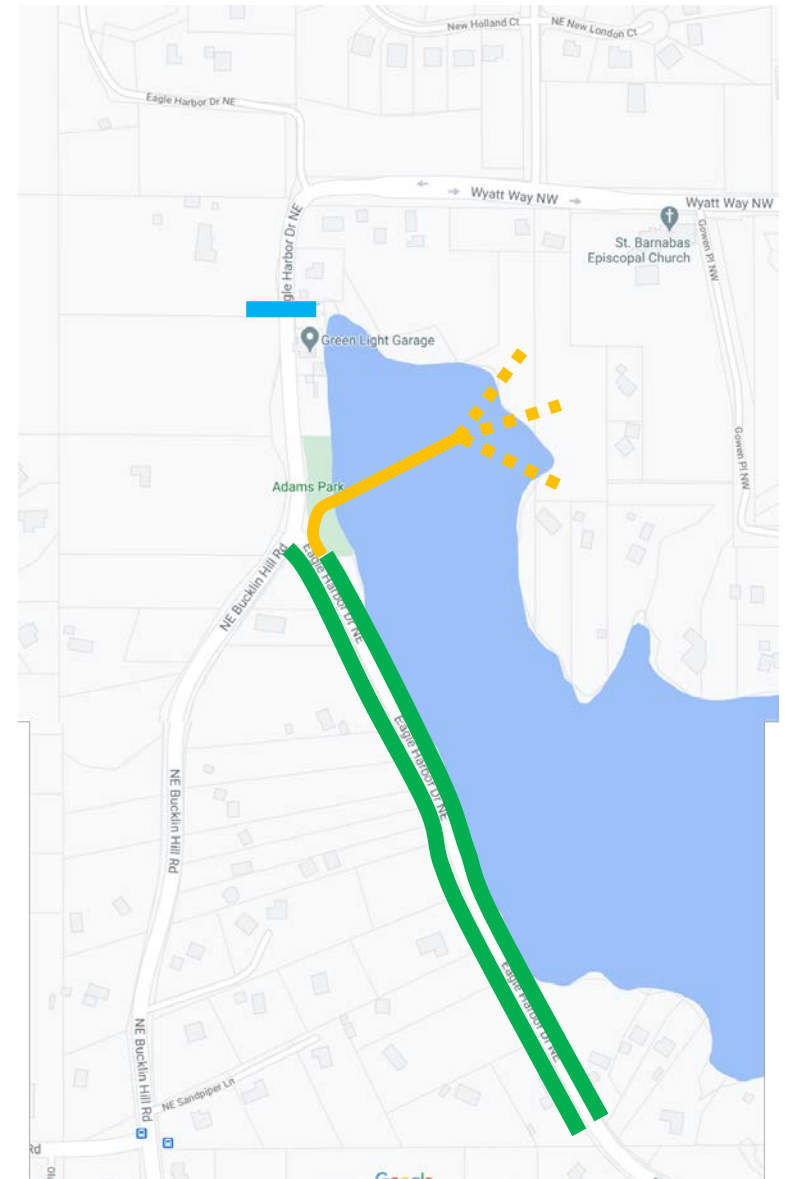 New Holland Ct
NE New London Ct
Eagle Harbor Dr NE
Wyatt Way NW
Wyatt Way NW
gle Harbor Dr NE
St. Barnabas
Episcopal Church
Gowen Pl NW
Green Light Garage
Gowen Pl NW
Adams Park
NE Bucklin Hill Rd
Eagle Harbor Dr NE
Eagle Harbor Dr NE
NE Bucklin Hill Rd
Eagle Harbor Dr NE
NE Bucklin Hill Rd
NE Sandpiper Ln
Rd